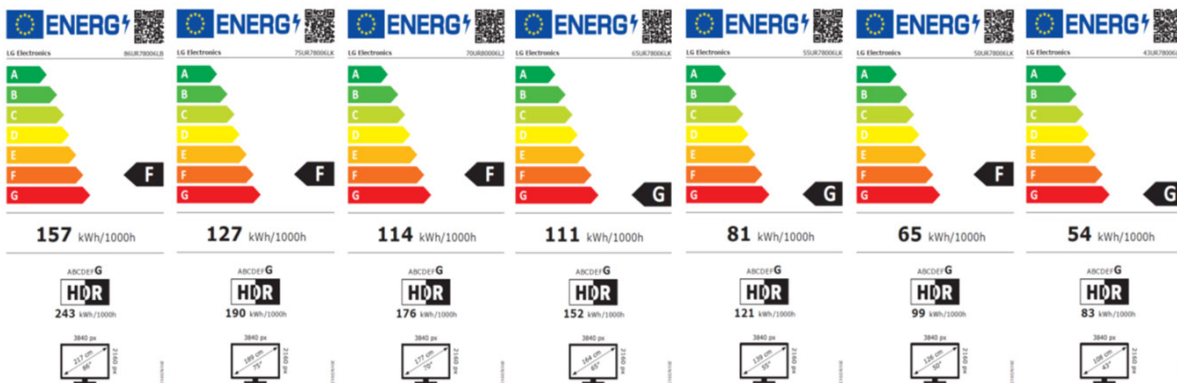 ENERG
LG Electronics 86UR78006LB
A
B
C
D
E
F
G
F
157 kWh/1000h
ABCDEFG
HDR
243 kWh/1000h
3840 px
2160 px
217 cm
86"
ENERG
LG Electronics 75UR78006LK
A
B
C
D
E
F
G
F
127 kWh/1000h
ABCDEFG
HDR
190 kWh/1000h
3840 px
2160 px
189 cm
75"
ENERG
LG Electronics 70UR80006LJ
A
B
C
D
E
F
G
F
114 kWh/1000h
ABCDEFG
HDR
176 kWh/1000h
3840 px
2160 px
177 cm
70"
ENERG
LG Electronics 65UR78006LK
A
B
C
D
E
F
G
G
111 kWh/1000h
ABCDEFG
HDR
152 kWh/1000h
3840 px
2160 px
164 cm
65"
ENERG
LG Electronics 55UR78006LK
A
B
C
D
E
F
G
G
81 kWh/1000h
ABCDEFG
HDR
121 kWh/1000h
3840 px
2160 px
139 cm
55"
ENERG
LG Electronics 50UR78006LK
A
B
C
D
E
F
G
F
65 kWh/1000h
ABCDEFG
HDR
99 kWh/1000h
3840 px
2160 px
126 cm
50"
ENERG
LG Electronics
A
B
C
D
E
F
G
G
54 kWh/1000h
ABCDEFG
HDR
83 kWh/1000h
3840 px
2160 px
108 cm
43"